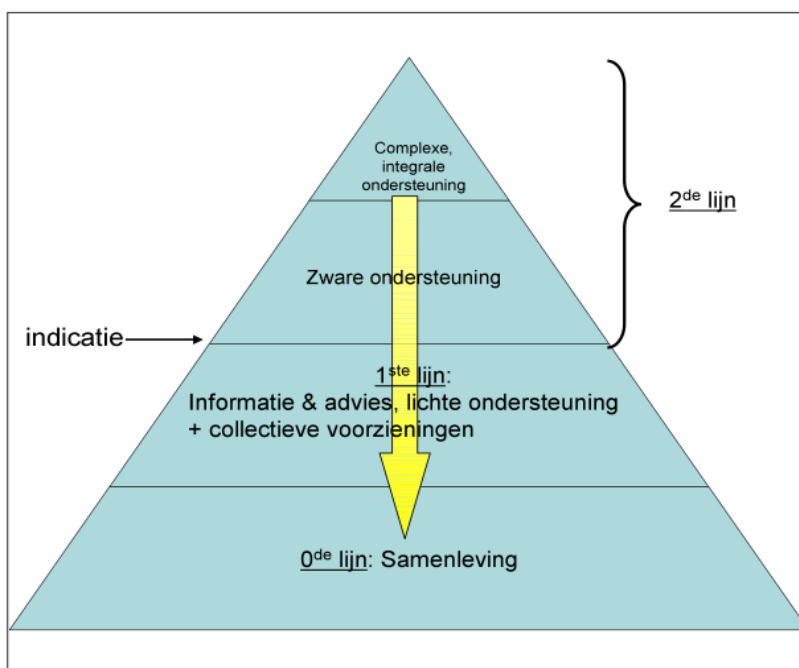 Complexe,
integrale
ondersteuning
2de lijn
Zware ondersteuning
indicatie
1ste lijn:
Informatie & advies, lichte ondersteuning
+ collectieve voorzieningen
0de lijn: Samenleving